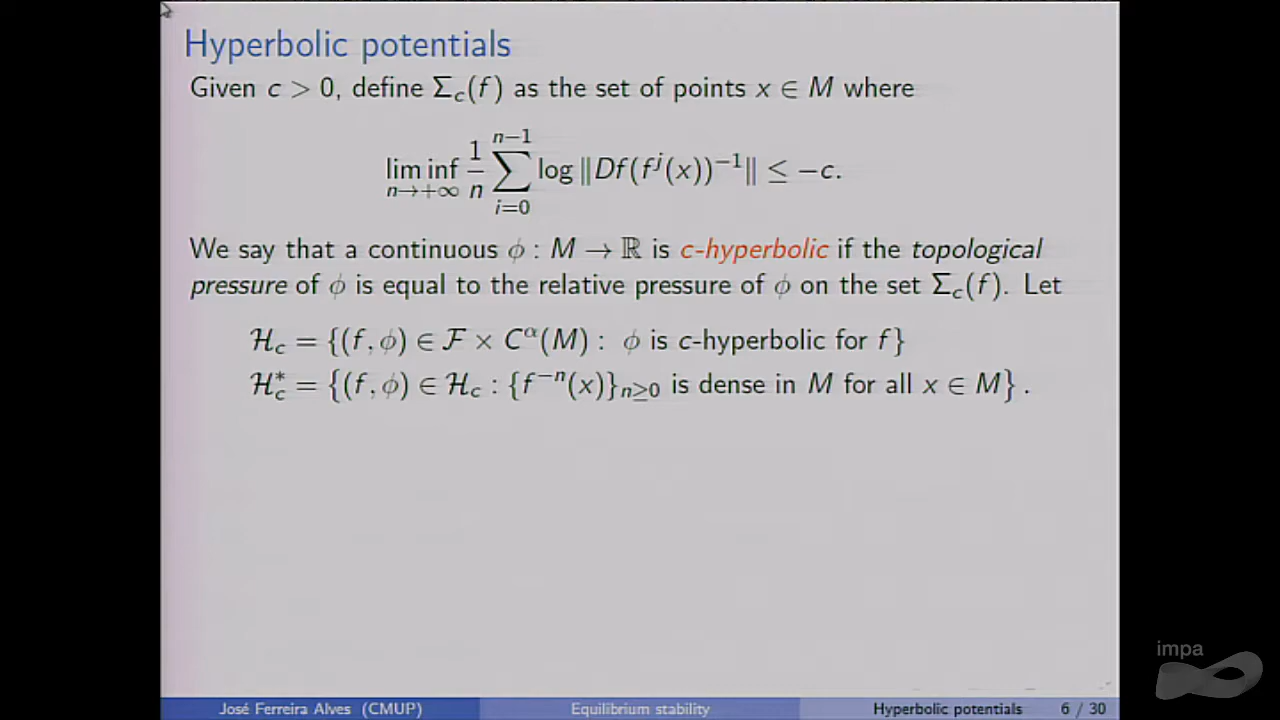 Hyperbolic potentials
Given c > 0, define Σ_c(f) as the set of points x ∈ M where
lim inf_{n→+∞} \frac{1}{n} \sum_{i=0}^{n−1} log ‖Df(f^j(x))^{−1}‖ ≤ −c.
We say that a continuous ϕ : M → ℝ is c-hyperbolic if the topological
pressure of ϕ is equal to the relative pressure of ϕ on the set Σ_c(f). Let
ℋ_c = {(f, ϕ) ∈ ℱ × C^α(M) : ϕ is c-hyperbolic for f}
ℋ_c^* = {(f, ϕ) ∈ ℋ_c : {f^{−n}(x)}_{n≥0} is dense in M for all x ∈ M} .
impa
José Ferreira Alves (CMUP) Equilibrium stability Hyperbolic potentials 6 / 30